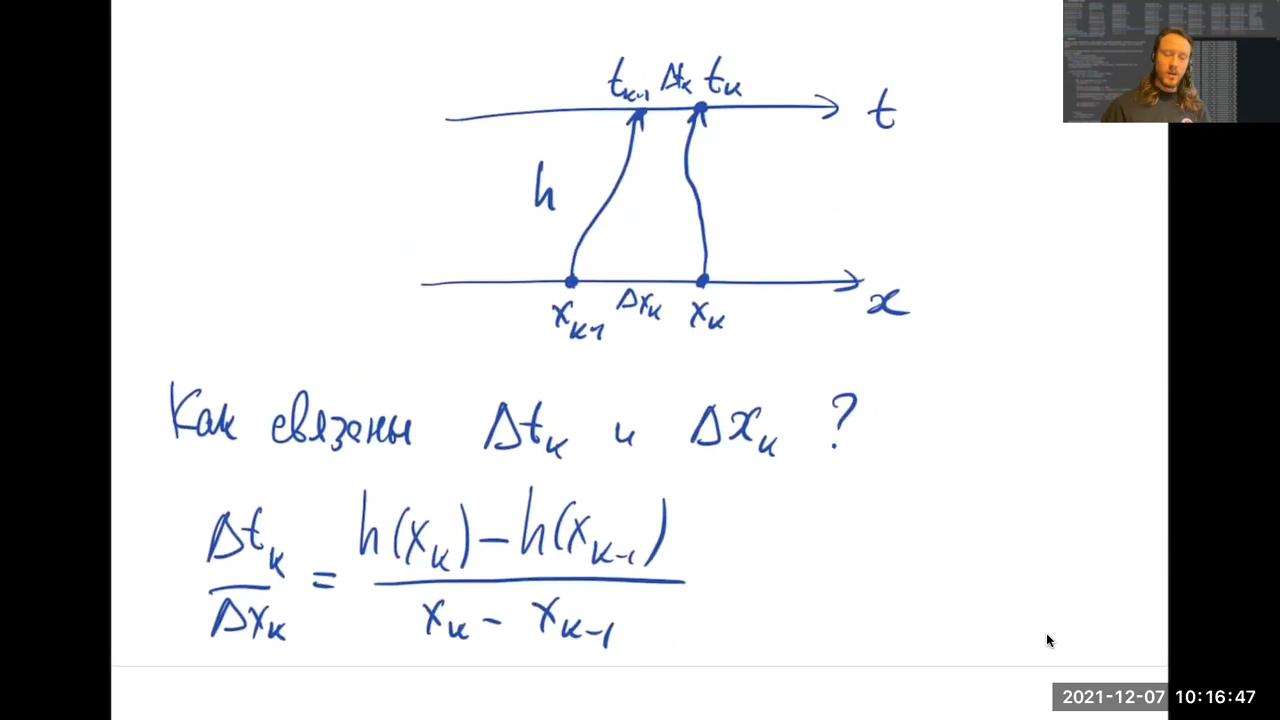 t_{k-1} Δt_k t_k
t
h
x_{k-1} Δx_k x_k
x
Как связаны Δt_k и Δx_k ?
Δt_k / Δx_k = (h(x_k) – h(x_{k-1})) / (x_k – x_{k-1})
2021-12-07 10:16:47